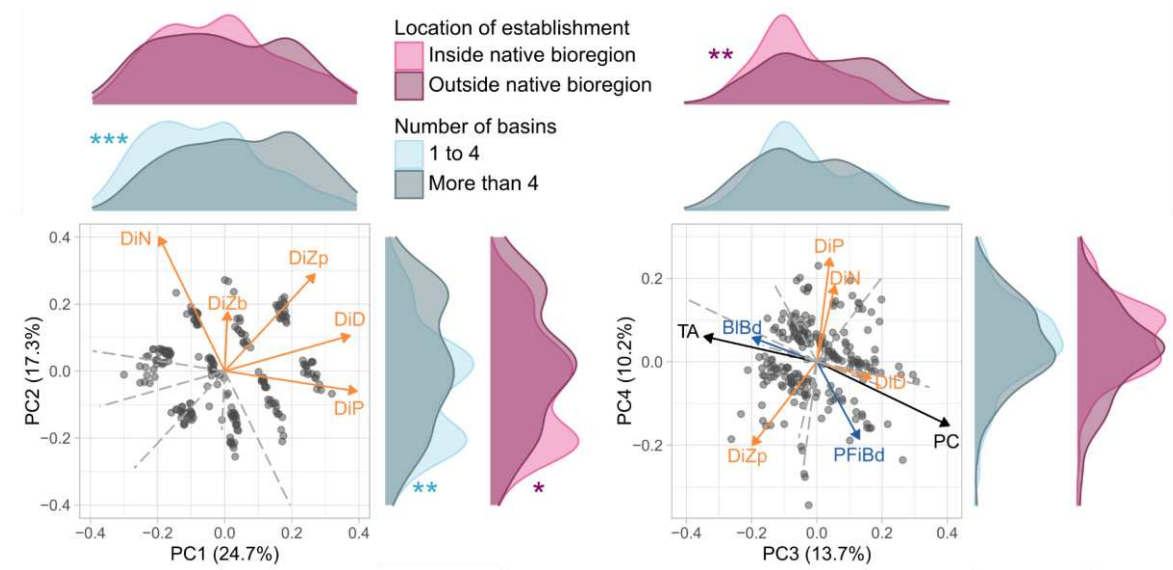 Location of establishment
Inside native bioregion
Outside native bioregion
Number of basins
1 to 4
More than 4
**
***
0.4
0.2
0.0
−0.2
−0.4
PC2 (17.3%)
DiN
DiZp
DiZb
DiD
DiP
−0.4
−0.2
0.0
0.2
0.4
PC1 (24.7%)
**
*
0.2
0.0
−0.2
PC4 (10.2%)
DiP
DiN
BlBd
TA
DiD
DiZp
PFiBd
PC
−0.4
−0.2
0.0
0.2
0.4
PC3 (13.7%)